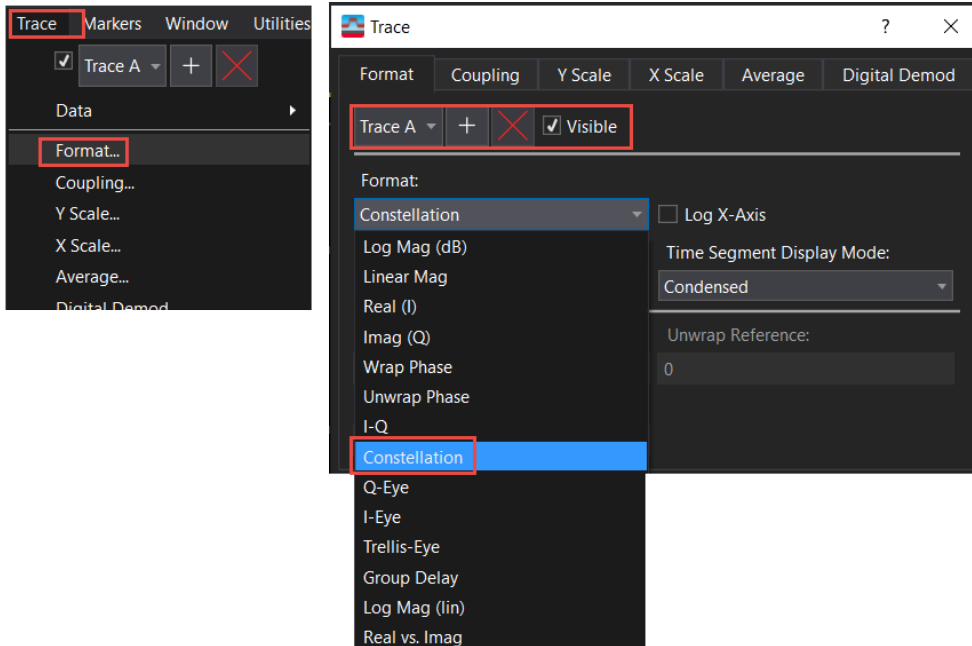 Trace Markers Window Utilities
Trace A
Data
Format...
Coupling...
Y Scale...
X Scale...
Average...
Digital Demod
Trace
?
Format Coupling Y Scale X Scale Average Digital Demod
Trace A Visible
Format:
Constellation Log X-Axis
Log Mag (dB)
Time Segment Display Mode:
Linear Mag
Condensed
Real (I)
Imag (Q)
Unwrap Reference:
Wrap Phase
0
Unwrap Phase
I-Q
Constellation
Q-Eye
I-Eye
Trellis-Eye
Group Delay
Log Mag (lin)
Real vs. Imag